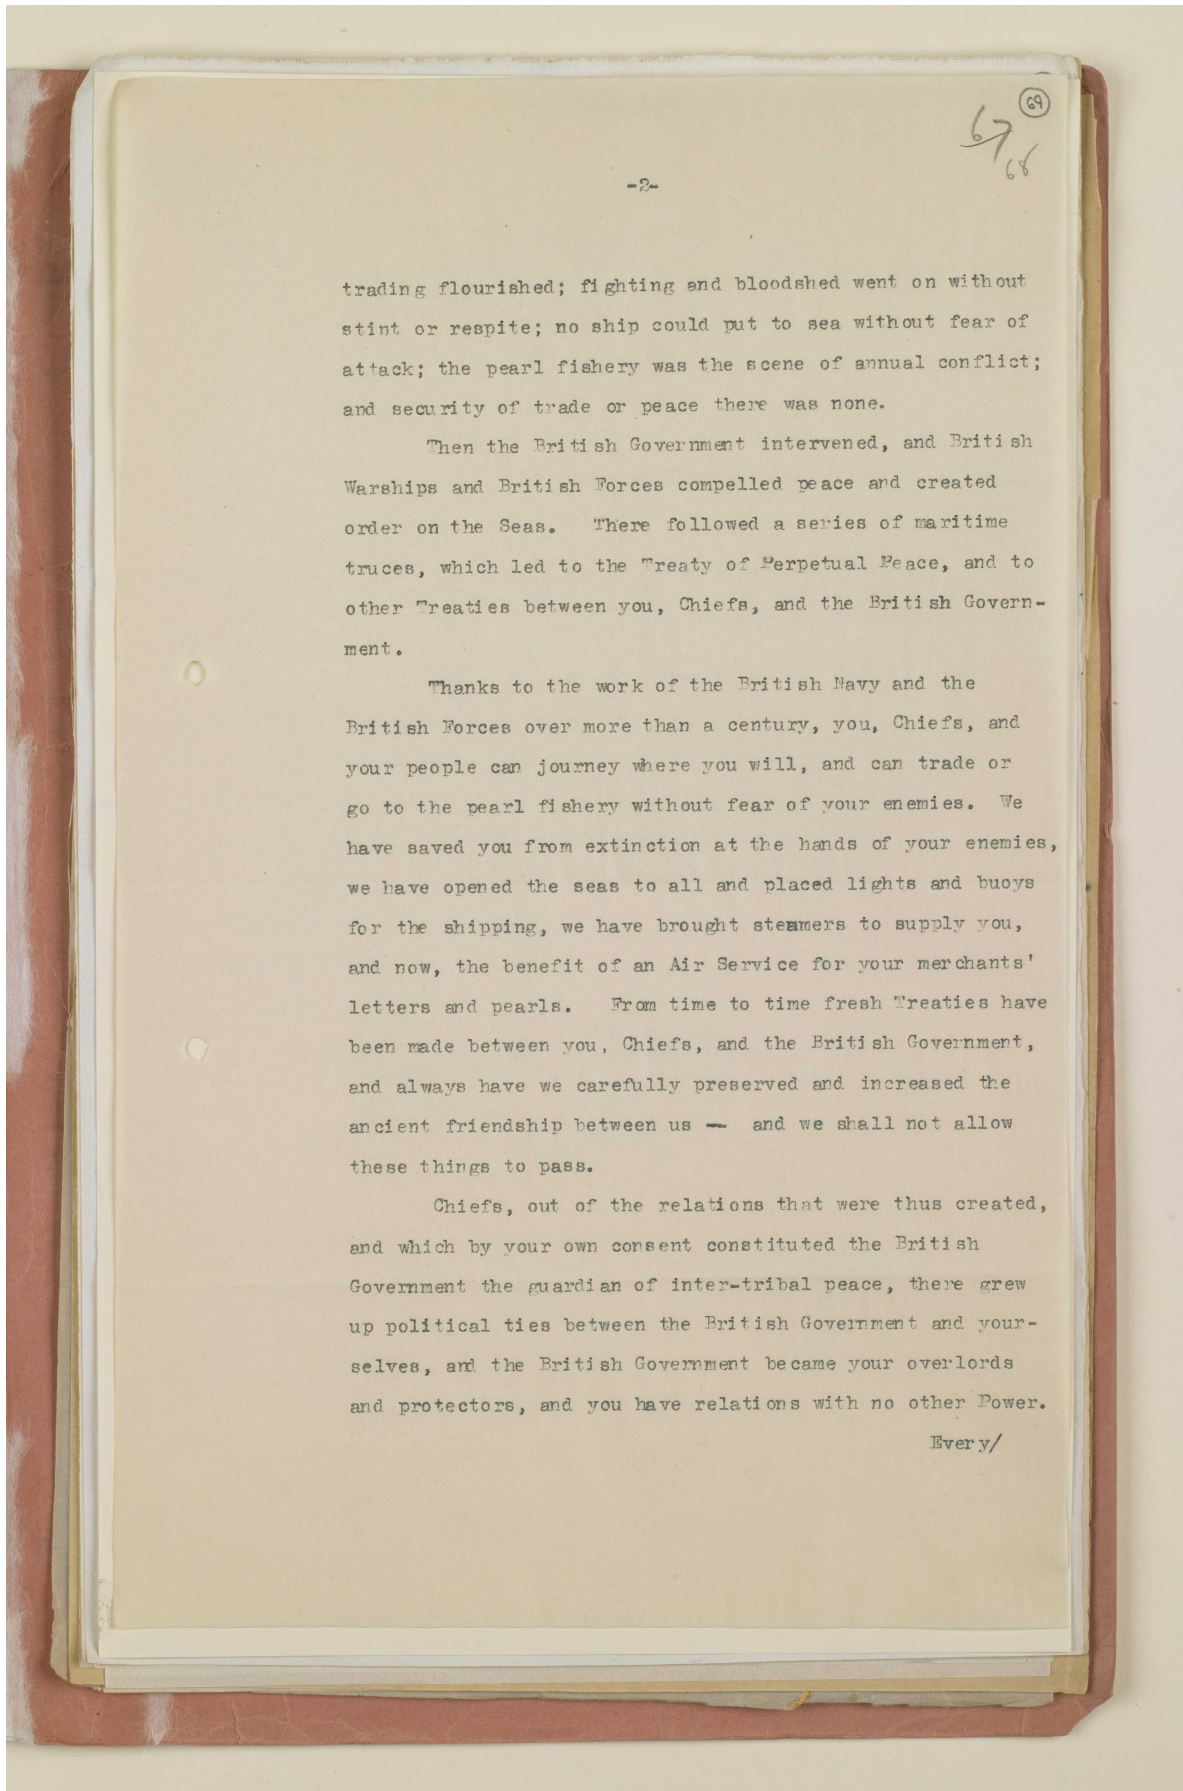 69
67
68
-2-
trading flourished; fighting and bloodshed went on without
stint or respite; no ship could put to sea without fear of
attack; the pearl fishery was the scene of annual conflict;
and security of trade or peace there was none.
Then the British Government intervened, and British
Warships and British Forces compelled peace and created
order on the Seas. There followed a series of maritime
truces, which led to the Treaty of Perpetual Peace, and to
other Treaties between you, Chiefs, and the British Govern-
ment.
Thanks to the work of the British Navy and the
British Forces over more than a century, you, Chiefs, and
your people can journey where you will, and can trade or
go to the pearl fishery without fear of your enemies. We
have saved you from extinction at the hands of your enemies,
we have opened the seas to all and placed lights and buoys
for the shipping, we have brought steamers to supply you,
and now, the benefit of an Air Service for your merchants'
letters and pearls. From time to time fresh Treaties have
been made between you, Chiefs, and the British Government,
and always have we carefully preserved and increased the
ancient friendship between us — and we shall not allow
these things to pass.
Chiefs, out of the relations that were thus created,
and which by your own consent constituted the British
Government the guardian of inter-tribal peace, there grew
up political ties between the British Government and your-
selves, and the British Government became your overlords
and protectors, and you have relations with no other Power.
Every/